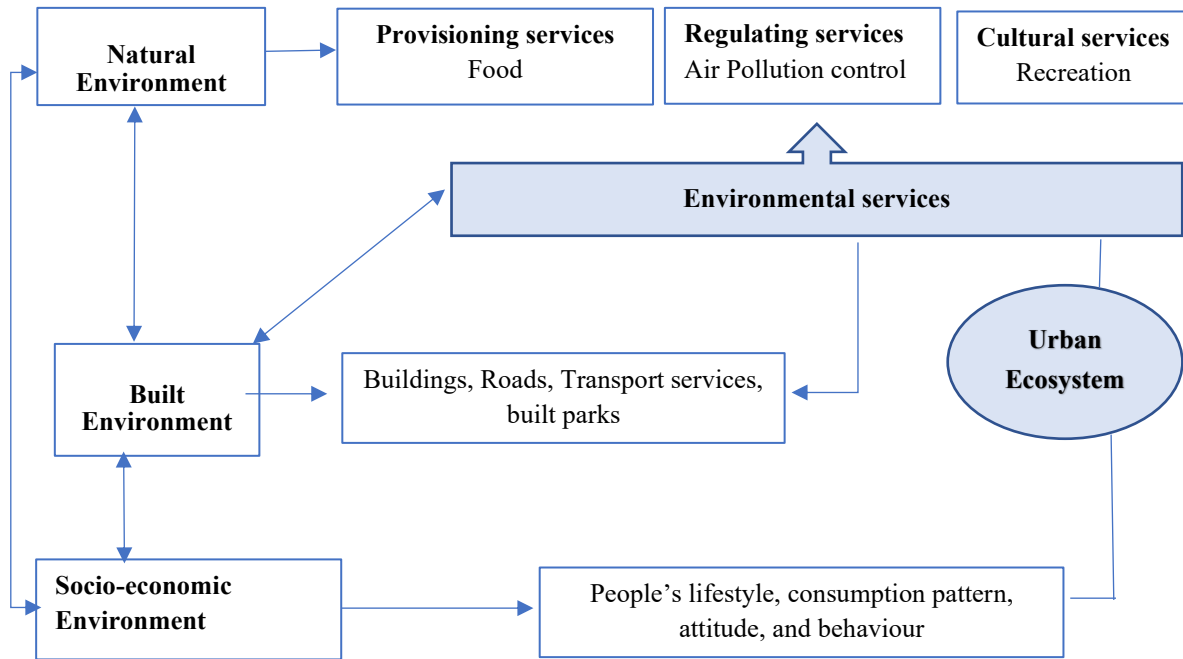 Natural
Environment
Provisioning services
Food
Regulating services
Air Pollution control
Cultural services
Recreation
Environmental services
Urban
Ecosystem
Built
Environment
Buildings, Roads, Transport services,
built parks
Socio-economic
Environment
People’s lifestyle, consumption pattern,
attitude, and behaviour